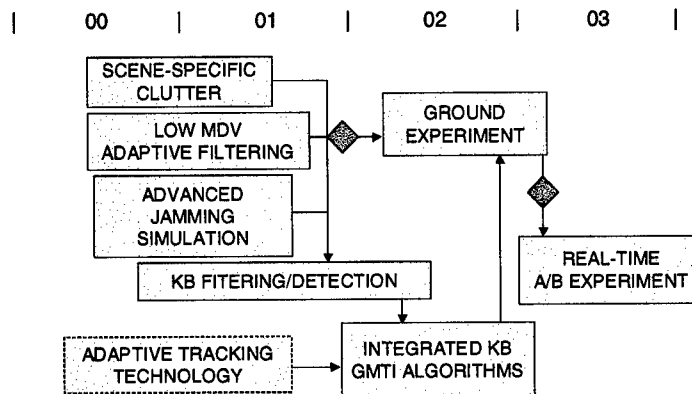 | 00 | 01 | 02 | 03 |
SCENE-SPECIFIC
CLUTTER
LOW MDV
ADAPTIVE FILTERING
ADVANCED
JAMMING
SIMULATION
GROUND
EXPERIMENT
KB FITERING/DETECTION
REAL-TIME
A/B EXPERIMENT
ADAPTIVE TRACKING
TECHNOLOGY
INTEGRATED KB
GMTI ALGORITHMS